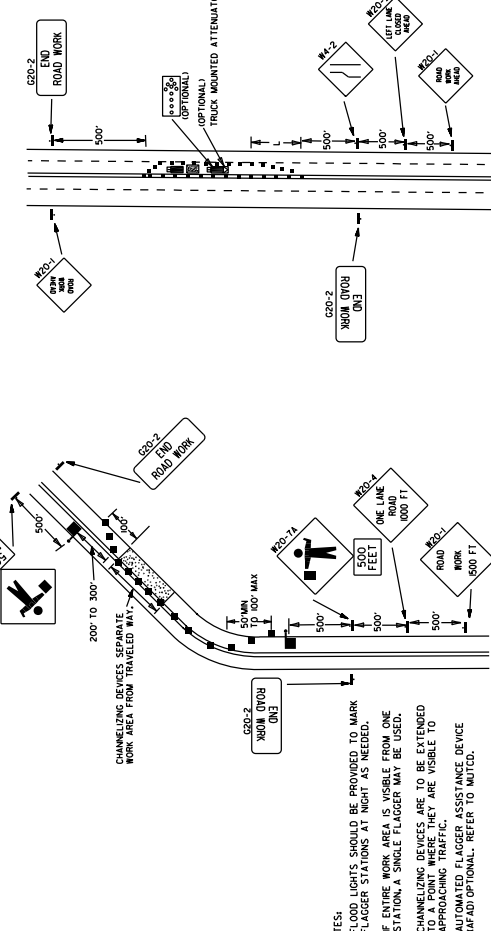 G20-2
END
ROAD WORK
500'
(OPTIONAL)
(OPTIONAL)
TRUCK MOUNTED ATTENUATOR
W4-2
LEFT LANE
CLOSED
AHEAD
W20-1
ROAD
WORK
AHEAD
L
500'
500'
500'
W20-1
ROAD
WORK
AHEAD
G20-2
END
ROAD WORK
G20-2
END
ROAD WORK
500'
100'
200' TO 300'
CHANNELIZING DEVICES SEPARATE
WORK AREA FROM TRAVELED WAY.
W20-7A
500
FEET
50'MIN
TO 100' MAX
W20-4
ONE LANE
ROAD
1000 FT
W20-1
ROAD
WORK
1500 FT
500'
500'
500'
G20-2
END
ROAD WORK
TES:
FLOOD LIGHTS SHOULD BE PROVIDED TO MARK
FLAGGER STATIONS AT NIGHT AS NEEDED.
IF ENTIRE WORK AREA IS VISIBLE FROM ONE
STATION, A SINGLE FLAGGER MAY BE USED.
CHANNELIZING DEVICES ARE TO BE EXTENDED
TO A POINT WHERE THEY ARE VISIBLE TO
APPROACHING TRAFFIC.
AUTOMATED FLAGGER ASSISTANCE DEVICE
(AFAD) OPTIONAL. REFER TO MUTCD.